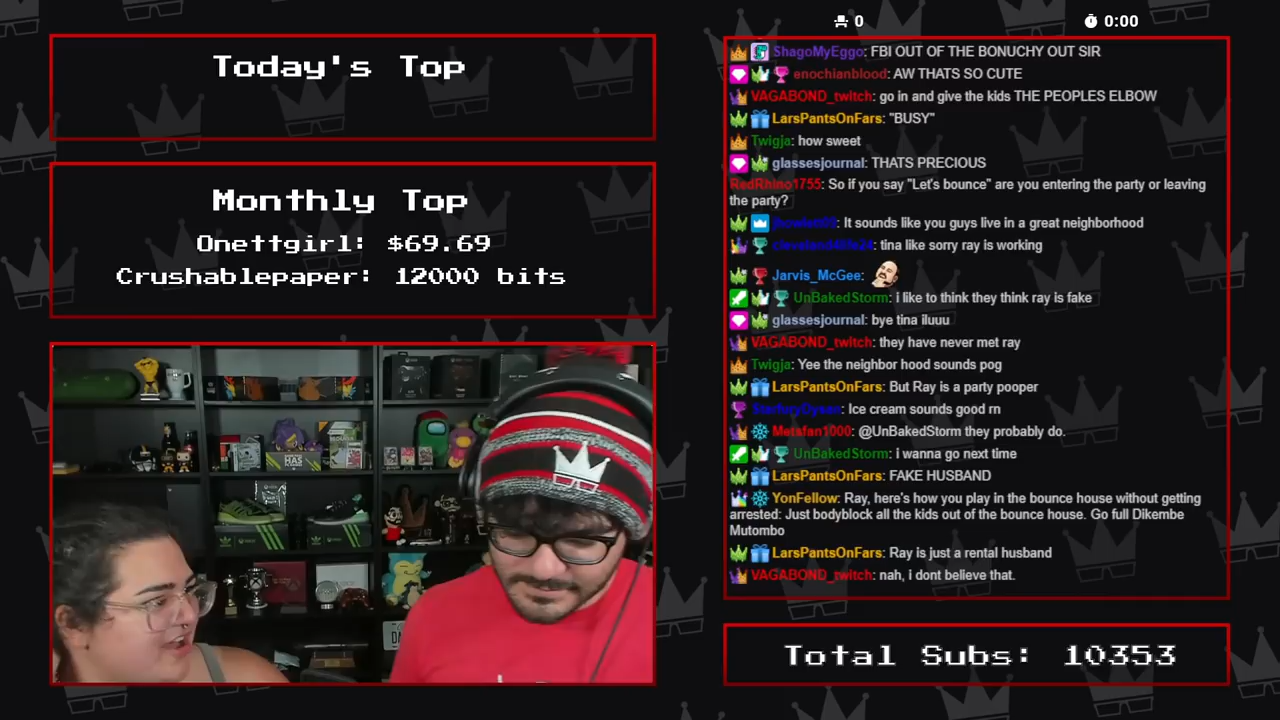 0
0:00
Today's Top
Monthly Top
Onettgirl: $69.69
Crushablepaper: 12000 bits
ShagoMyEggo: FBI OUT OF THE BONUCHY OUT SIR
enochianblood: AW THATS SO CUTE
VAGABOND_twitch: go in and give the kids THE PEOPLES ELBOW
LarsPantsOnFars: "BUSY"
Twigja: how sweet
glassesjournal: THATS PRECIOUS
RedRhino1755: So if you say "Let's bounce" are you entering the party or leaving
the party?
: It sounds like you guys live in a great neighborhood
: tina like sorry ray is working
Jarvis_McGee:
UnBakedStorm: i like to think they think ray is fake
glassesjournal: bye tina iluuu
VAGABOND_twitch: they have never met ray
Twigja: Yee the neighbor hood sounds pog
LarsPantsOnFars: But Ray is a party pooper
: Ice cream sounds good rn
Metsfan1000: @UnBakedStorm they probably do.
UnBakedStorm: i wanna go next time
LarsPantsOnFars: FAKE HUSBAND
YonFellow: Ray, here's how you play in the bounce house without getting
arrested: Just bodyblock all the kids out of the bounce house. Go full Dikembe
Mutombo
LarsPantsOnFars: Ray is just a rental husband
VAGABOND_twitch: nah, i dont believe that.
Total Subs: 10353